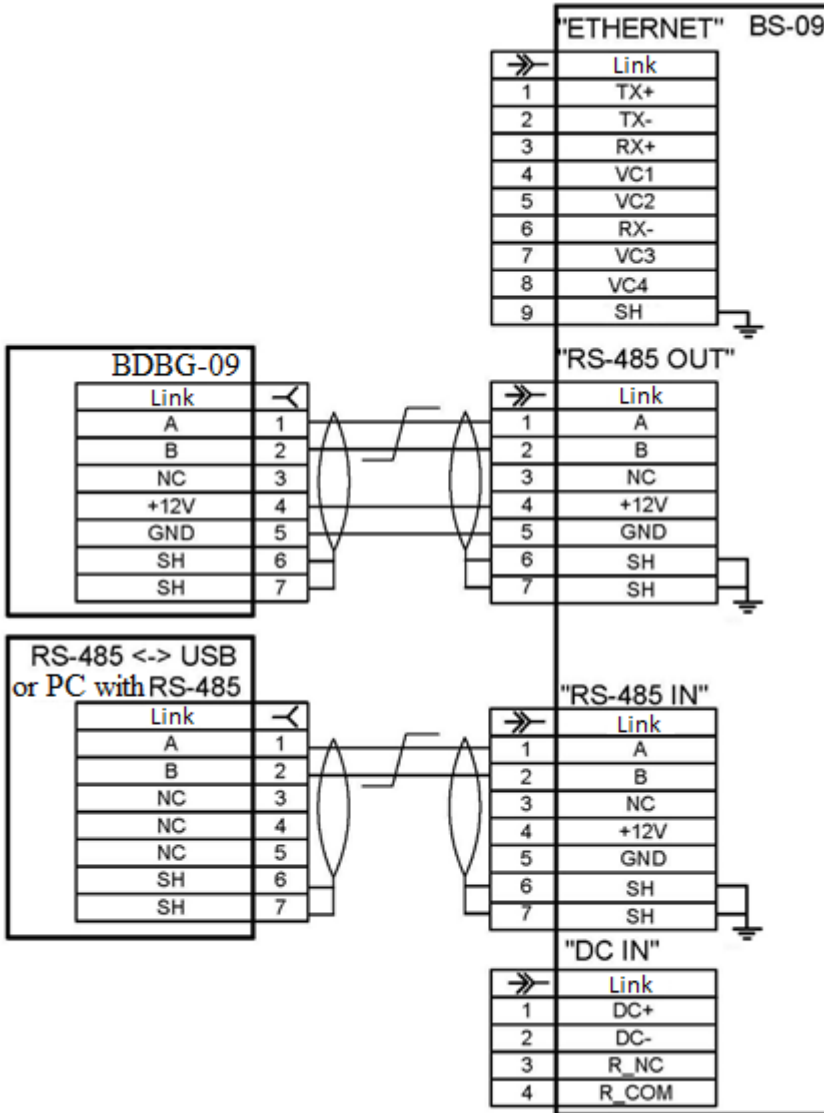 "ETHERNET" BS-09
Link
1 TX+
2 TX-
3 RX+
4 VC1
5 VC2
6 RX-
7 VC3
8 VC4
9 SH
BDBG-09
Link
A 1
B 2
NC 3
+12V 4
GND 5
SH 6
SH 7
"RS-485 OUT"
Link
1 A
2 B
3 NC
4 +12V
5 GND
6 SH
7 SH
RS-485 <-> USB
or PC with RS-485
Link
A 1
B 2
NC 3
NC 4
NC 5
SH 6
SH 7
"RS-485 IN"
Link
1 A
2 B
3 NC
4 +12V
5 GND
6 SH
7 SH
"DC IN"
Link
1 DC+
2 DC-
3 R_NC
4 R_COM